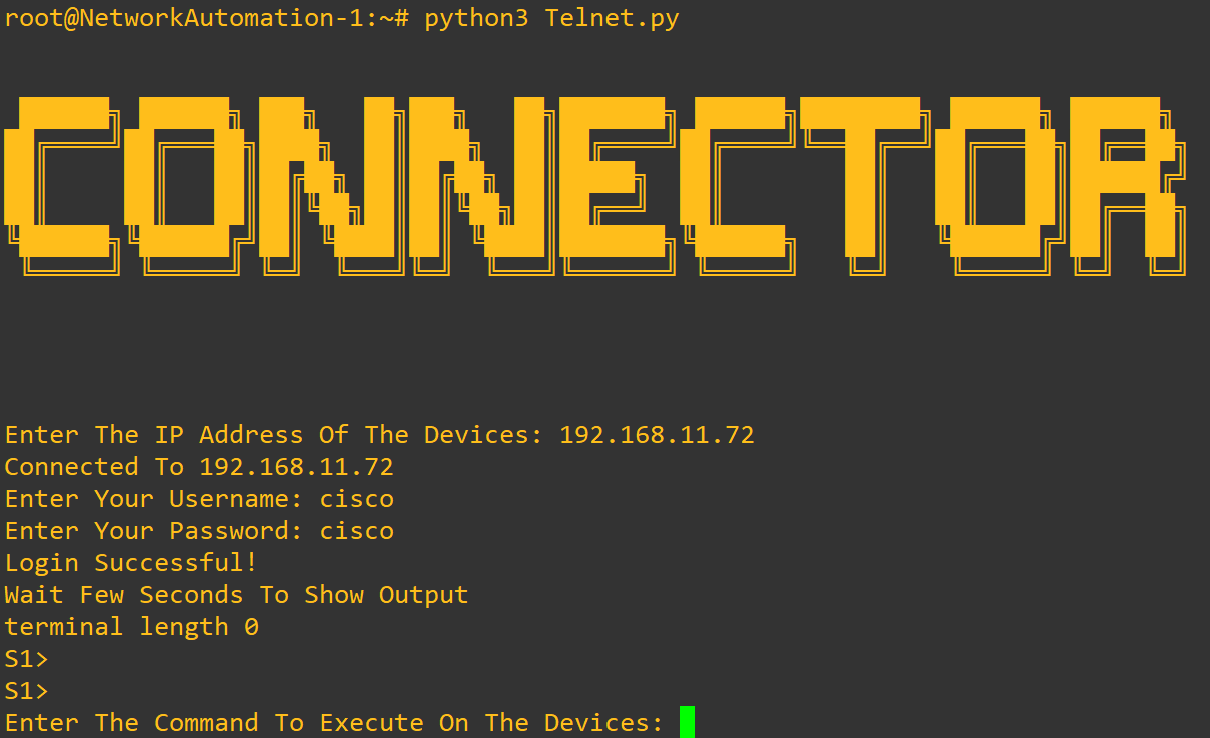 root@NetworkAutomation-1:~# python3 Telnet.py
CONNECTOR
Enter The IP Address Of The Devices: 192.168.11.72
Connected To 192.168.11.72
Enter Your Username: cisco
Enter Your Password: cisco
Login Successful!
Wait Few Seconds To Show Output
terminal length 0
S1>
S1>
Enter The Command To Execute On The Devices: